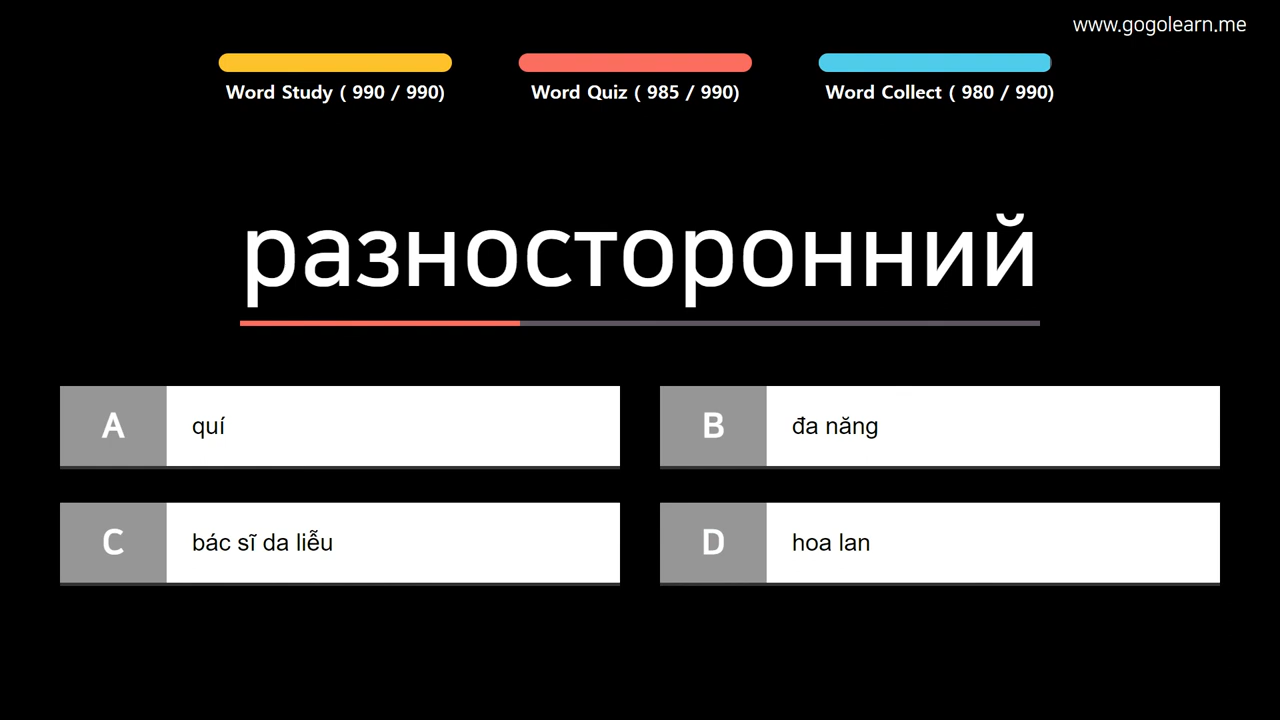 www.gogolearn.me
Word Study ( 990 / 990)
Word Quiz ( 985 / 990)
Word Collect ( 980 / 990)
разносторонний
A
quí
B
đa năng
C
bác sĩ da liễu
D
hoa lan